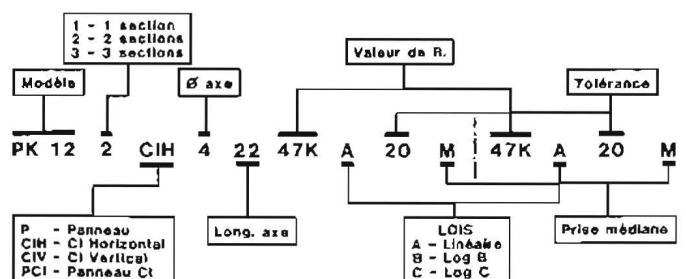 1 - 1 section
2 - 2 sections
3 - 3 sections
Modèle
Ø axe
Valeur de R.
Tolérance
PK 12 2 CIH 4 22 47K A 20 M 47K A 20 M
P - Panneau
CIH - CI Horizontal
CIV - CI Vertical
PCI - Panneau CI
Long. axe
LOIS
A - Linéaire
B - Log B
C - Log C
Prise médiane